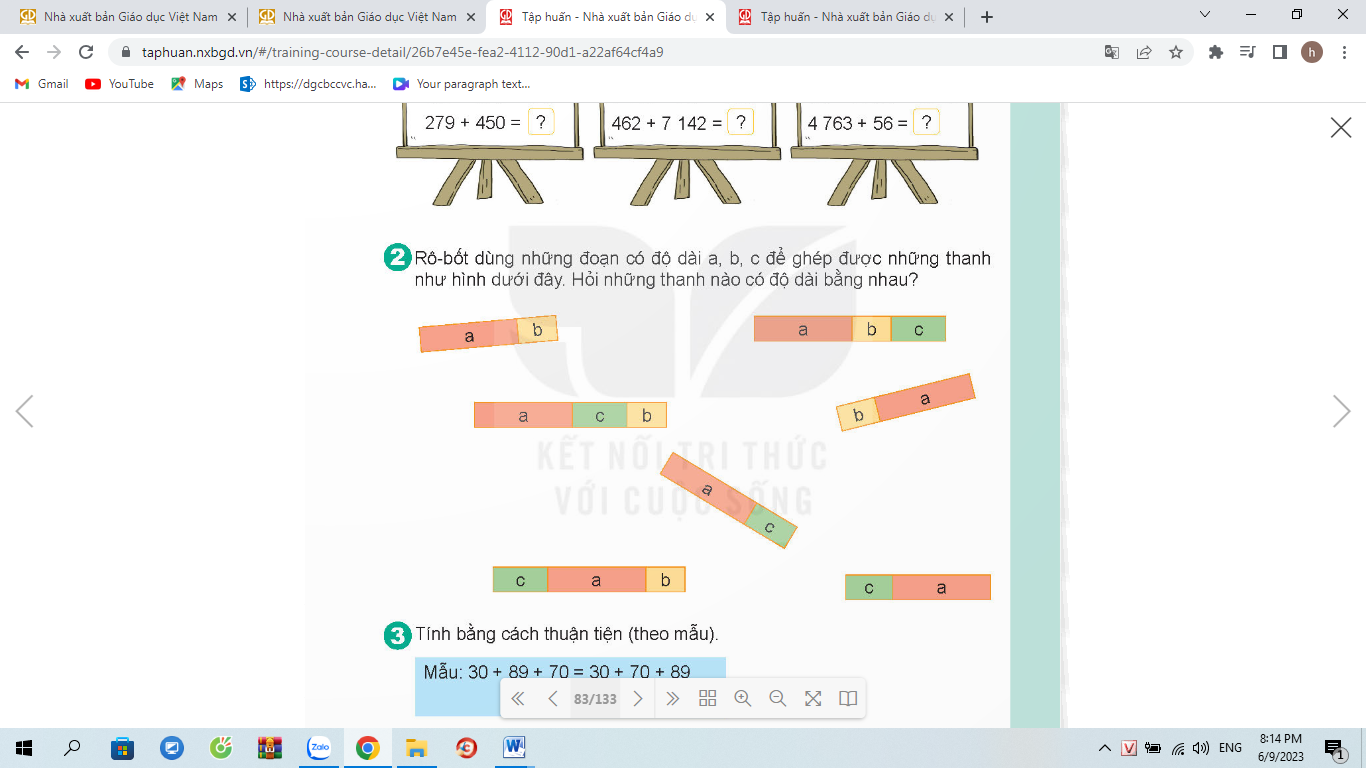 Nhà xuất bản Giáo dục Việt Nam
Nhà xuất bản Giáo dục Việt Nam
Tập huấn - Nhà xuất bản Giáo dụ
Tập huấn - Nhà xuất bản Giáo dụ
taphuan.nxbgd.vn/#/training-course-detail/26b7e45e-fea2-4112-90d1-a22af64cf4a9
h
Gmail
YouTube
Maps
https://dgcbccvc.ha...
Your paragraph text...
279 + 450 = ?
462 + 7 142 = ?
4 763 + 56 = ?
2 Rô-bốt dùng những đoạn có độ dài a, b, c để ghép được những thanh
như hình dưới đây. Hỏi những thanh nào có độ dài bằng nhau?
a b
a b c
a c b
b a
KẾT NỐI TRI THỨC
VỚI CUỘC SỐNG
a c
c a b
c a
3 Tính bằng cách thuận tiện (theo mẫu).
Mẫu: 30 + 89 + 70 = 30 + 70 + 89
83/133
Zalo
ENG
8:14 PM
6/9/2023
1